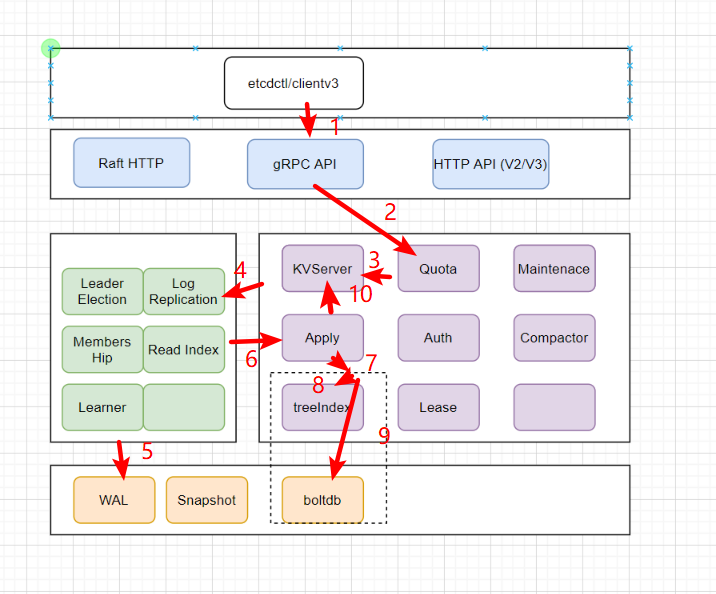 etcdctl/clientv3
1
Raft HTTP
gRPC API
HTTP API (V2/V3)
2
KVServer
3
Quota
Maintenace
4
Leader
Election
Log
Replication
10
Members
Hip
Read Index
6
Apply
Auth
Compactor
7
8
Learner
treeIndex
Lease
9
5
WAL
Snapshot
boltdb